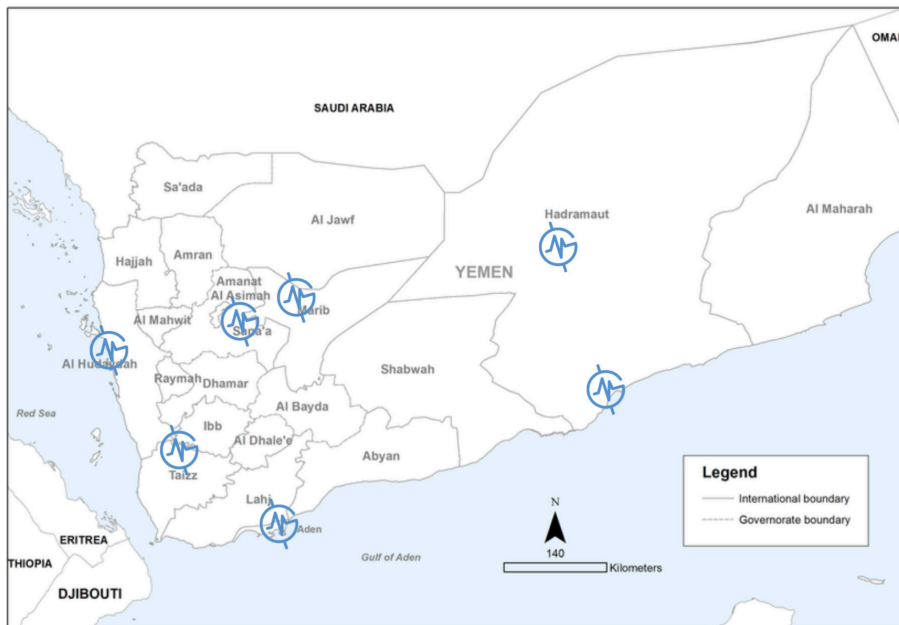 OMAI
SAUDI ARABIA
Sa'ada
Al Jawf
Hadramaut
Al Maharah
Hajjah
Amran
YEMEN
Amanat
Al Asimah
Marib
Al Mahwit
Sana'a
Al Hudaydah
Raymah
Dhamar
Shabwah
Al Bayda
Red Sea
Ibb
Al Dhale'e
Abyan
Taizz
Lahj
Aden
Legend
International boundary
Governorate boundary
N
140
Kilometers
ERITREA
Gulf of Aden
THIOPIA
DJIBOUTI